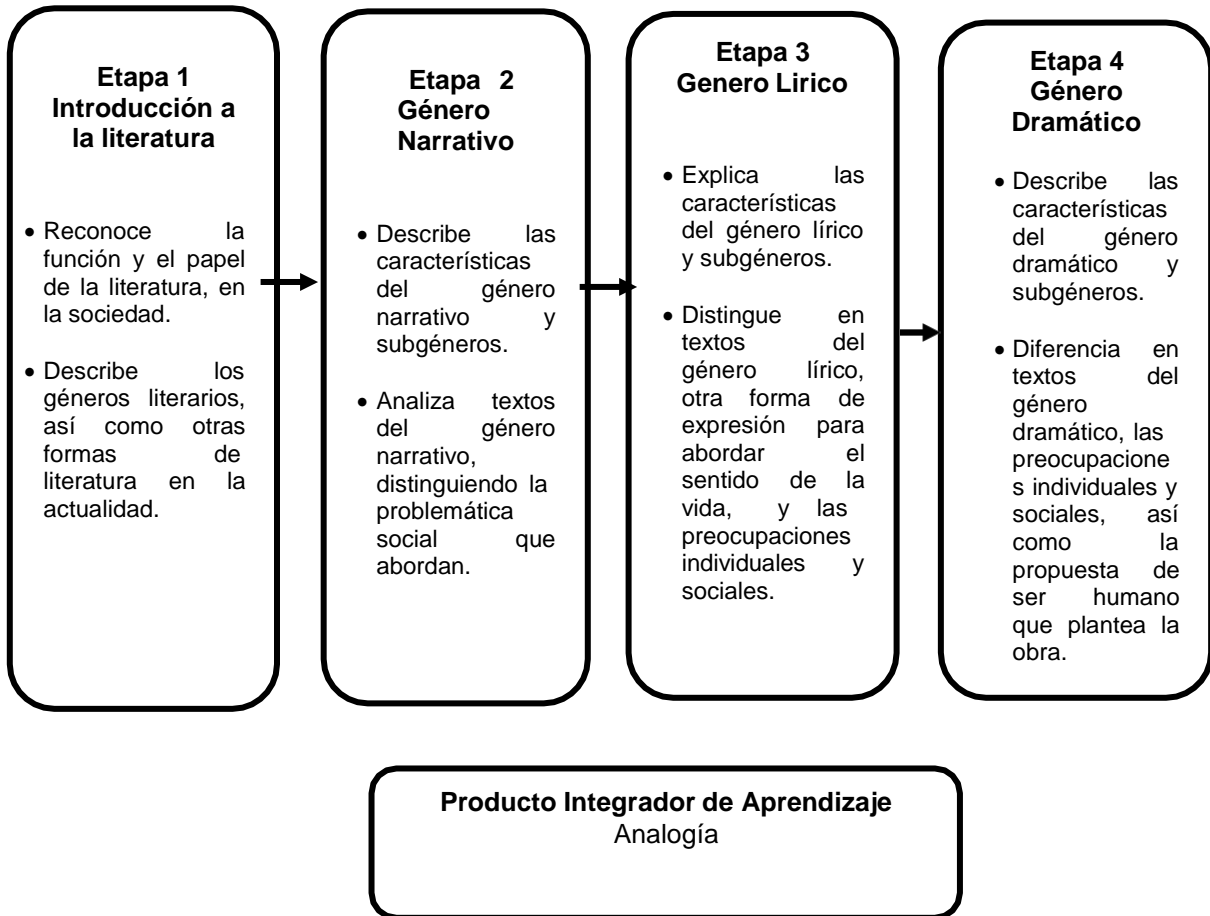 Etapa 1
Introducción a
la literatura
• Reconoce la
función y el papel
de la literatura, en
la sociedad.
• Describe los
géneros literarios,
así como otras
formas de
literatura en la
actualidad.
Etapa 2
Género
Narrativo
• Describe las
características
del género
narrativo y
subgéneros.
• Analiza textos
del género
narrativo,
distinguiendo la
problemática
social que
abordan.
Etapa 3
Genero Lirico
• Explica las
características
del género lírico
y subgéneros.
• Distingue en
textos del
género lírico,
otra forma de
expresión para
abordar el
sentido de la
vida, y las
preocupaciones
individuales y
sociales.
Etapa 4
Género
Dramático
• Describe las
características
del género
dramático y
subgéneros.
• Diferencia en
textos del
género
dramático, las
preocupacione
s individuales y
sociales, así
como la
propuesta de
ser humano
que plantea la
obra.
Producto Integrador de Aprendizaje
Analogía